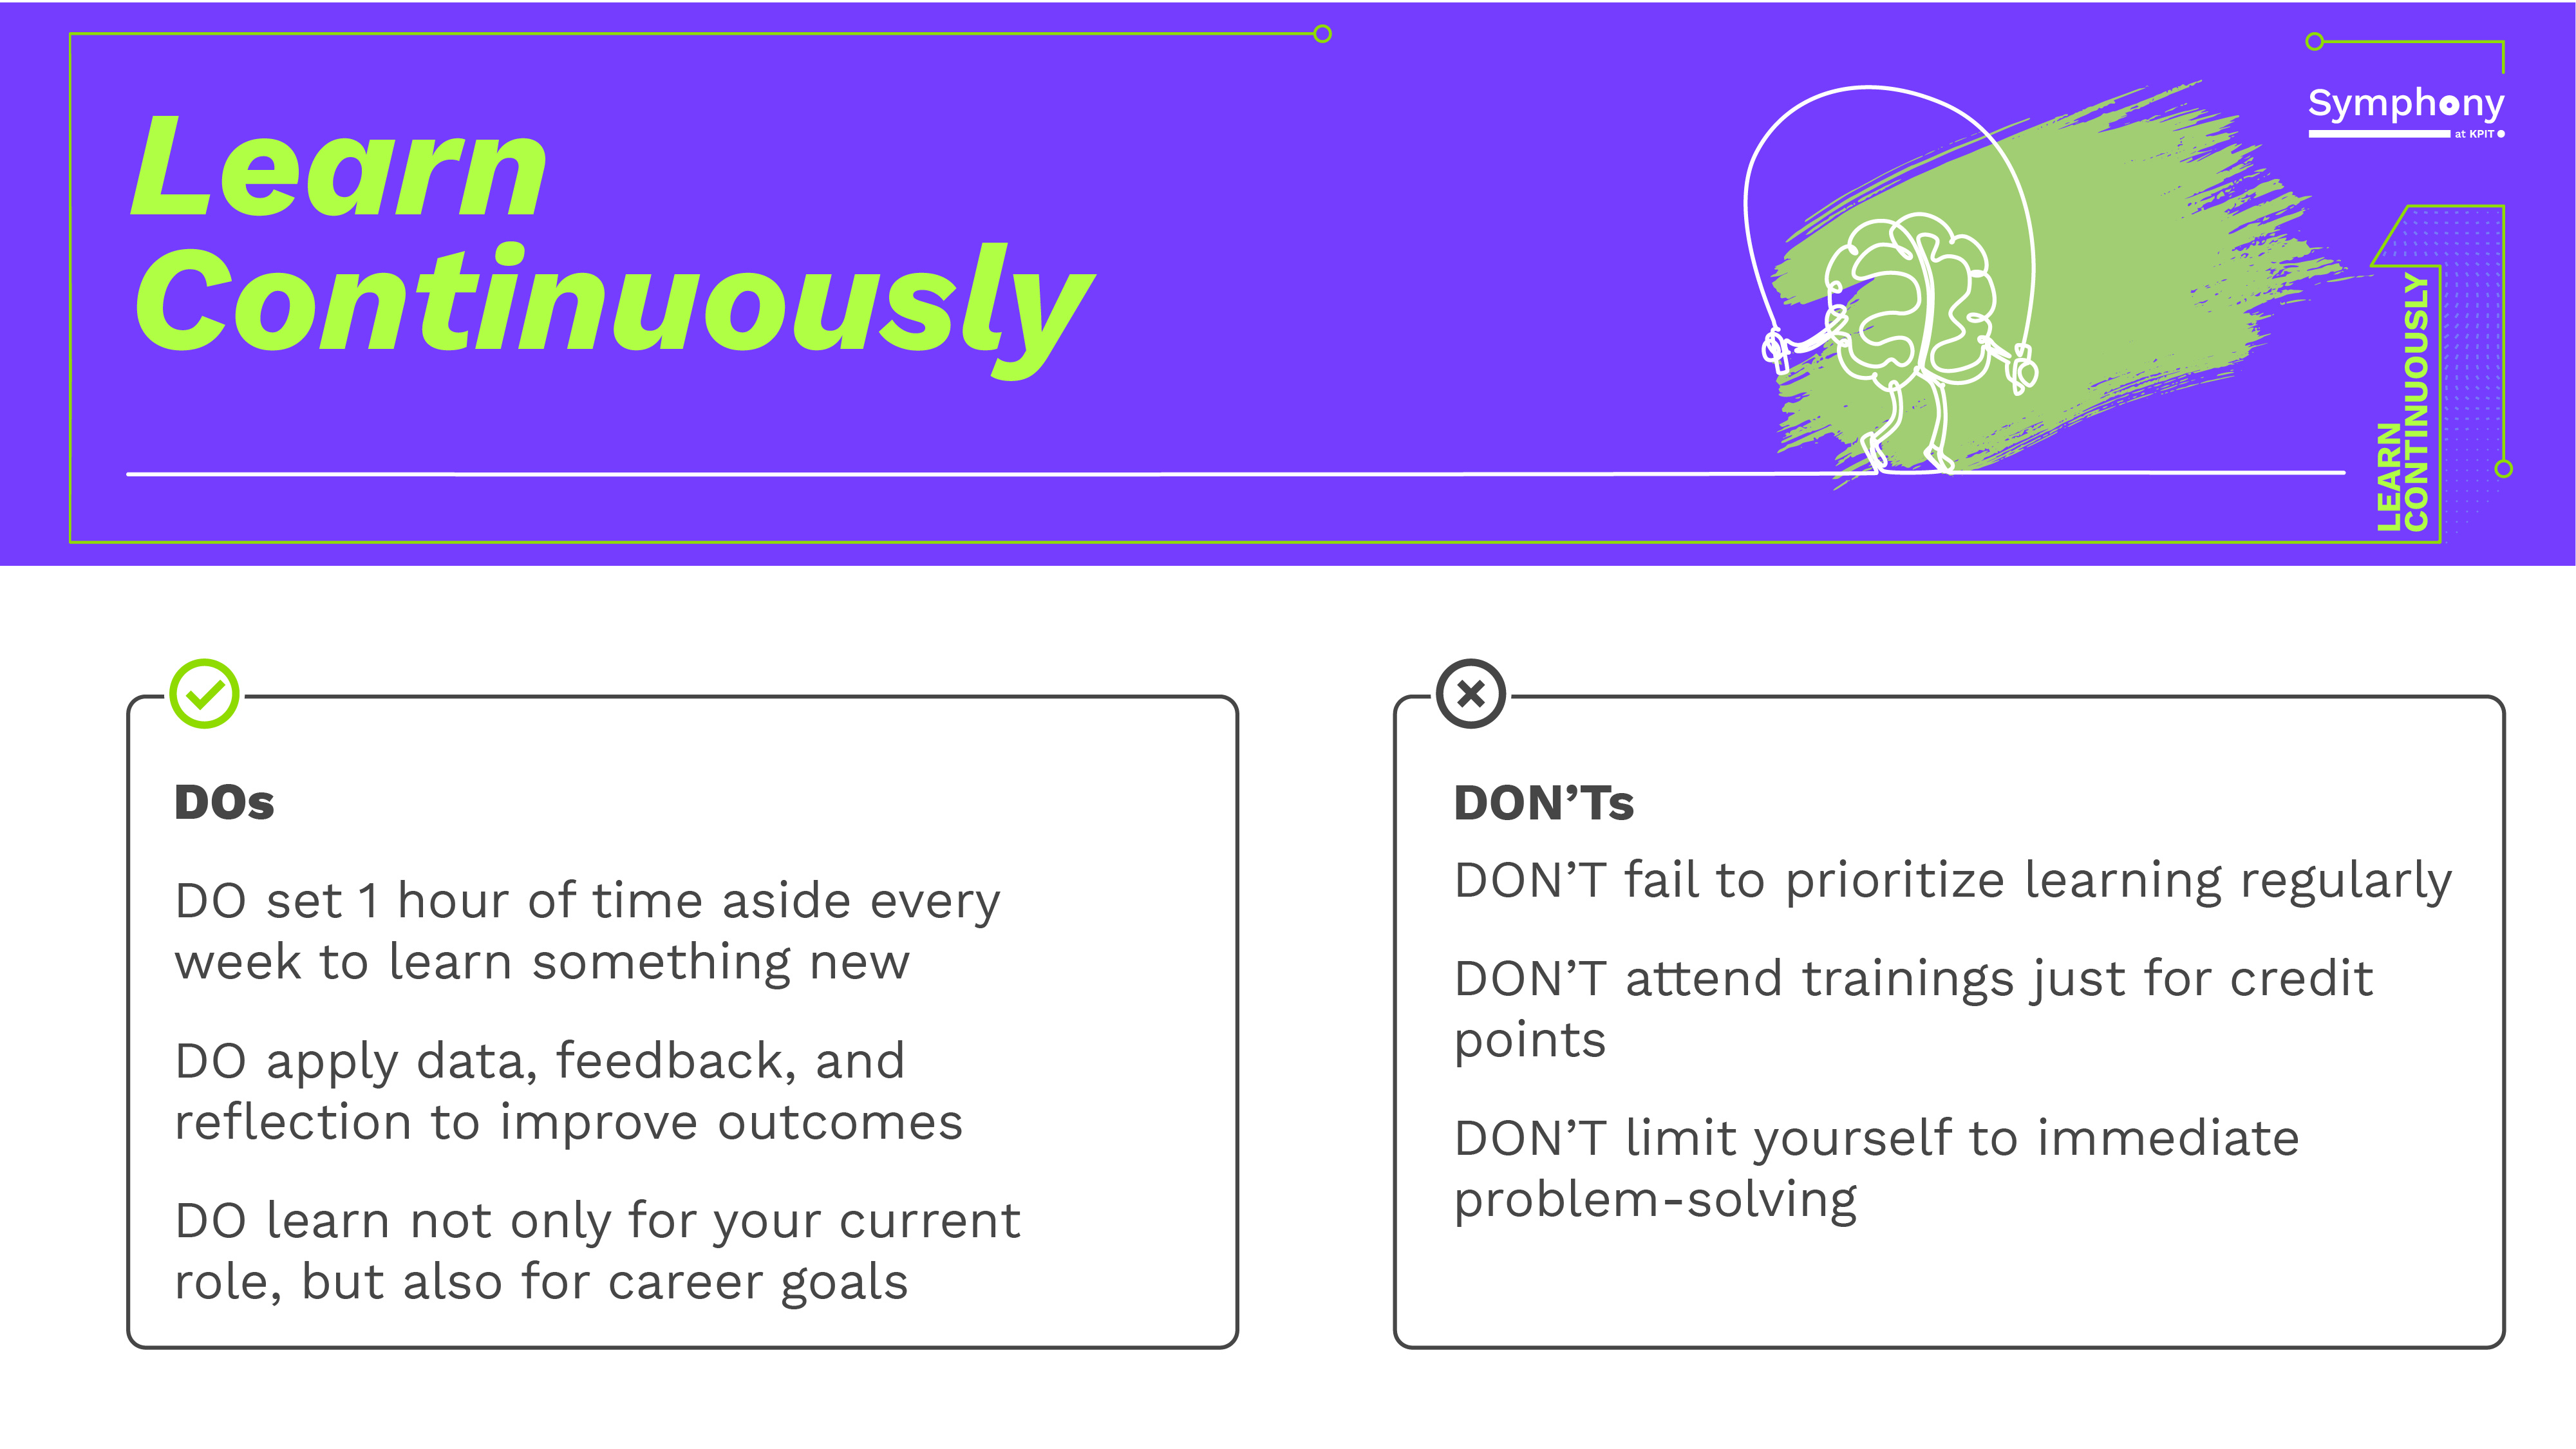 Learn
Continuously
Symphony
at KPIT
LEARN
CONTINUOUSLY
1
DOs
DO set 1 hour of time aside every
week to learn something new
DO apply data, feedback, and
reflection to improve outcomes
DO learn not only for your current
role, but also for career goals
DON’Ts
DON’T fail to prioritize learning regularly
DON’T attend trainings just for credit
points
DON’T limit yourself to immediate
problem-solving